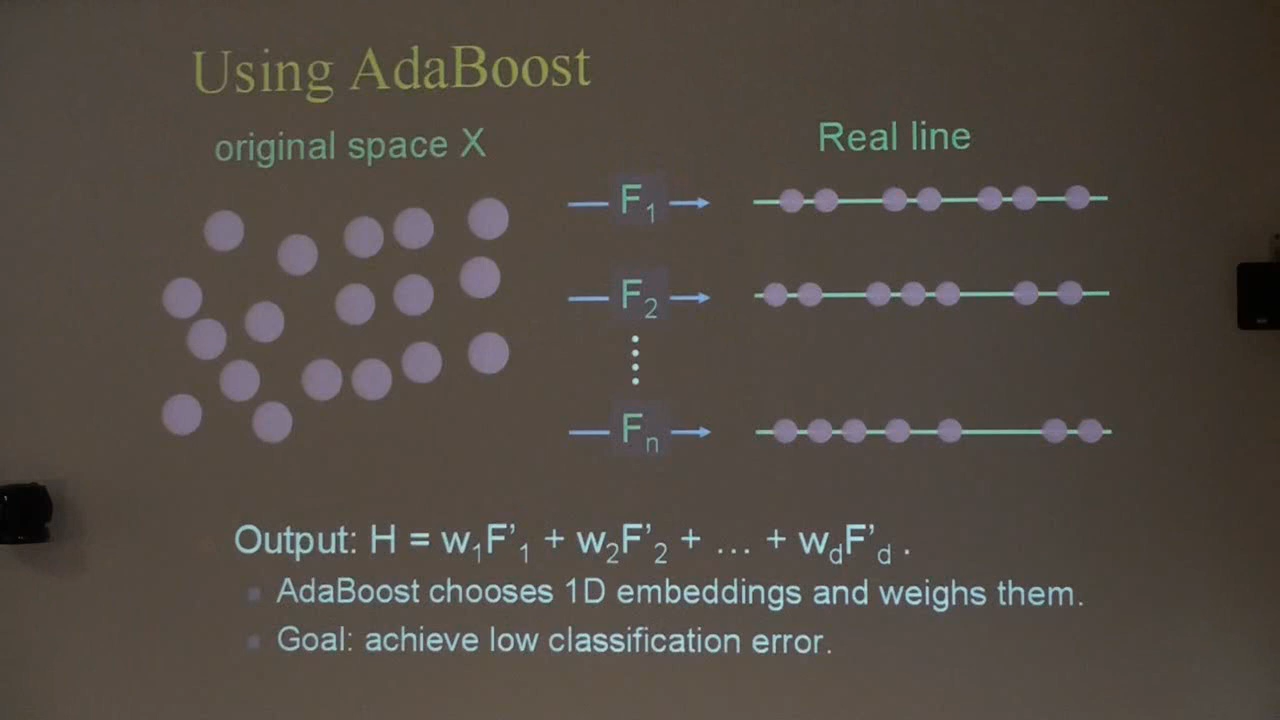 Using AdaBoost
original space X
Real line
F1
F2
Fn
Output: H = w1F'1 + w2F'2 + … + wdF'd .
AdaBoost chooses 1D embeddings and weighs them.
Goal: achieve low classification error.